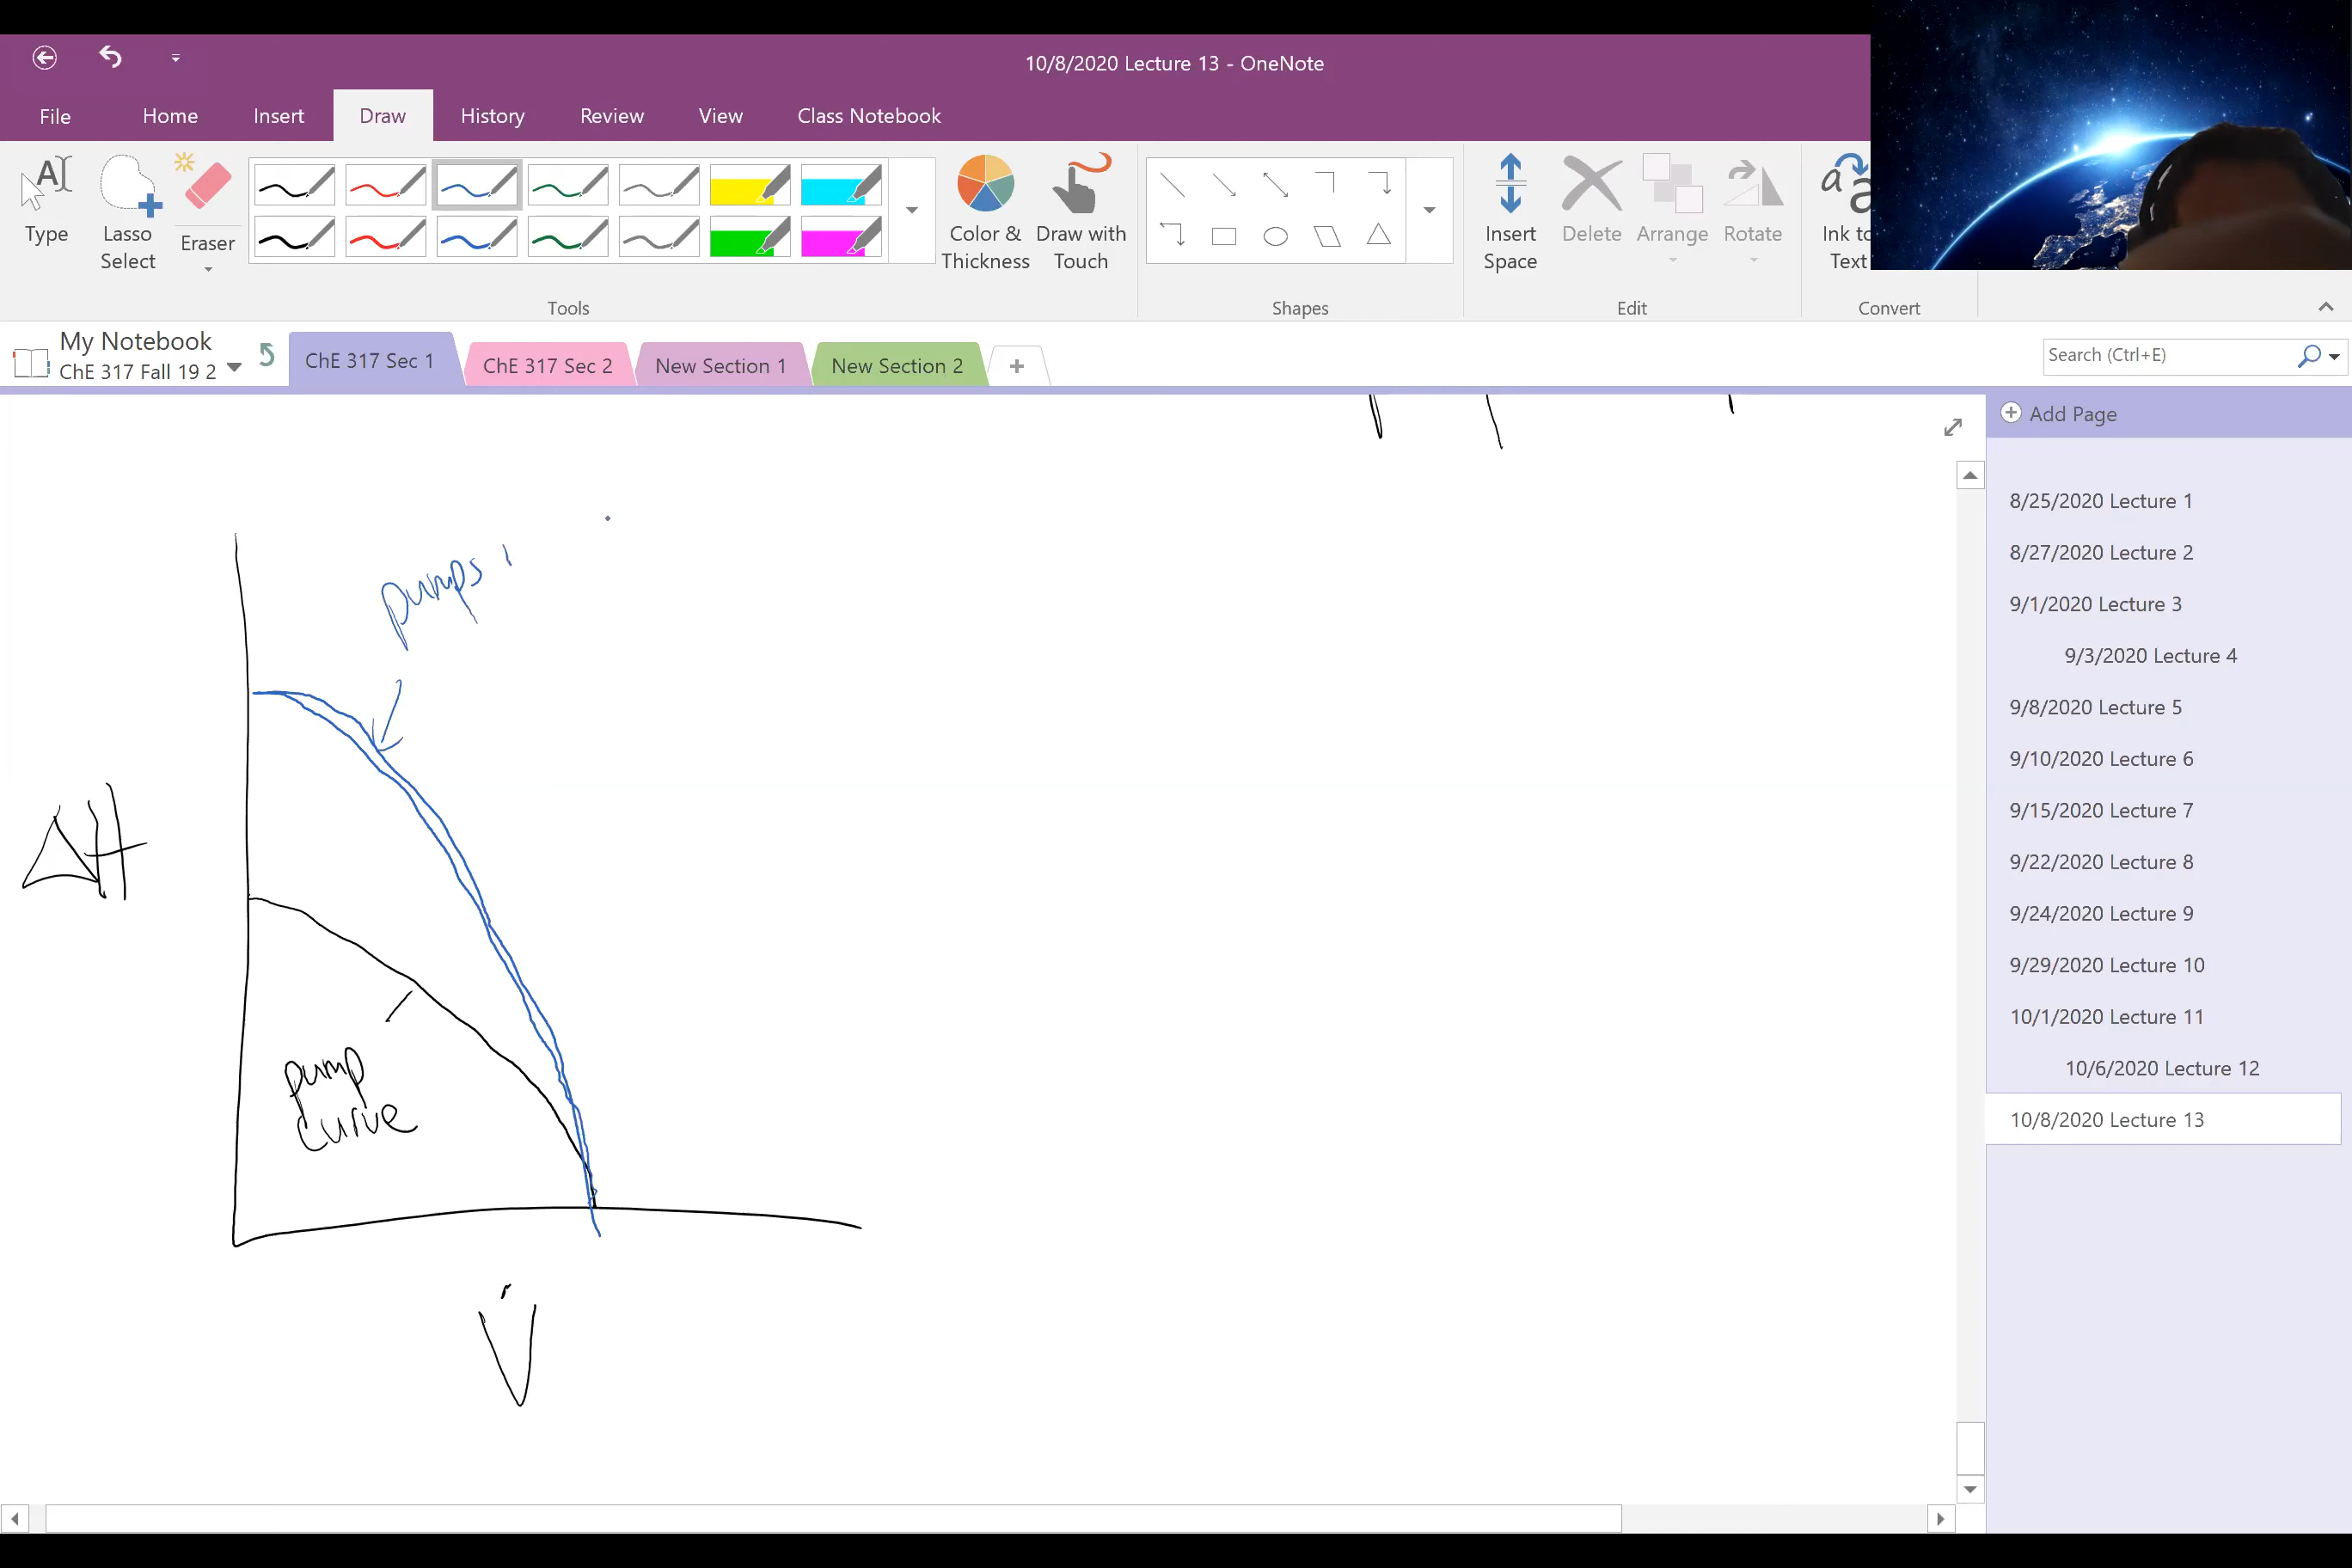 10/8/2020 Lecture 13 - OneNote
File Home Insert Draw History Review View Class Notebook
Type
Lasso Select
Eraser
Color & Thickness
Draw with Touch
Insert Space
Delete
Arrange
Rotate
Ink to Text
Tools
Shapes
Edit
Convert
My Notebook
ChE 317 Fall 19 2
ChE 317 Sec 1
ChE 317 Sec 2
New Section 1
New Section 2
Search (Ctrl+E)
Add Page
8/25/2020 Lecture 1
8/27/2020 Lecture 2
9/1/2020 Lecture 3
9/3/2020 Lecture 4
9/8/2020 Lecture 5
9/10/2020 Lecture 6
9/15/2020 Lecture 7
9/22/2020 Lecture 8
9/24/2020 Lecture 9
9/29/2020 Lecture 10
10/1/2020 Lecture 11
10/6/2020 Lecture 12
10/8/2020 Lecture 13
pumps
ΔH
pump
curve
V̇